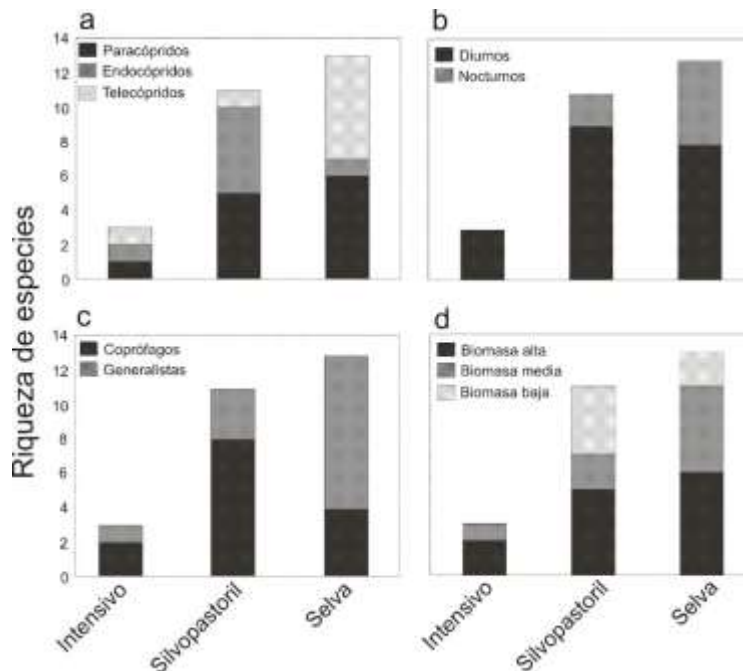 a
14
12
10
8
6
4
2
0
Paracópridos
Endocópridos
Telecópridos
b
Diurnos
Nocturnos
Riqueza de especies
c
14
12
10
8
6
4
2
0
Coprófagos
Generalistas
Intensivo
Silvopastoril
Selva
d
Biomasa alta
Biomasa media
Biomasa baja
Intensivo
Silvopastoril
Selva